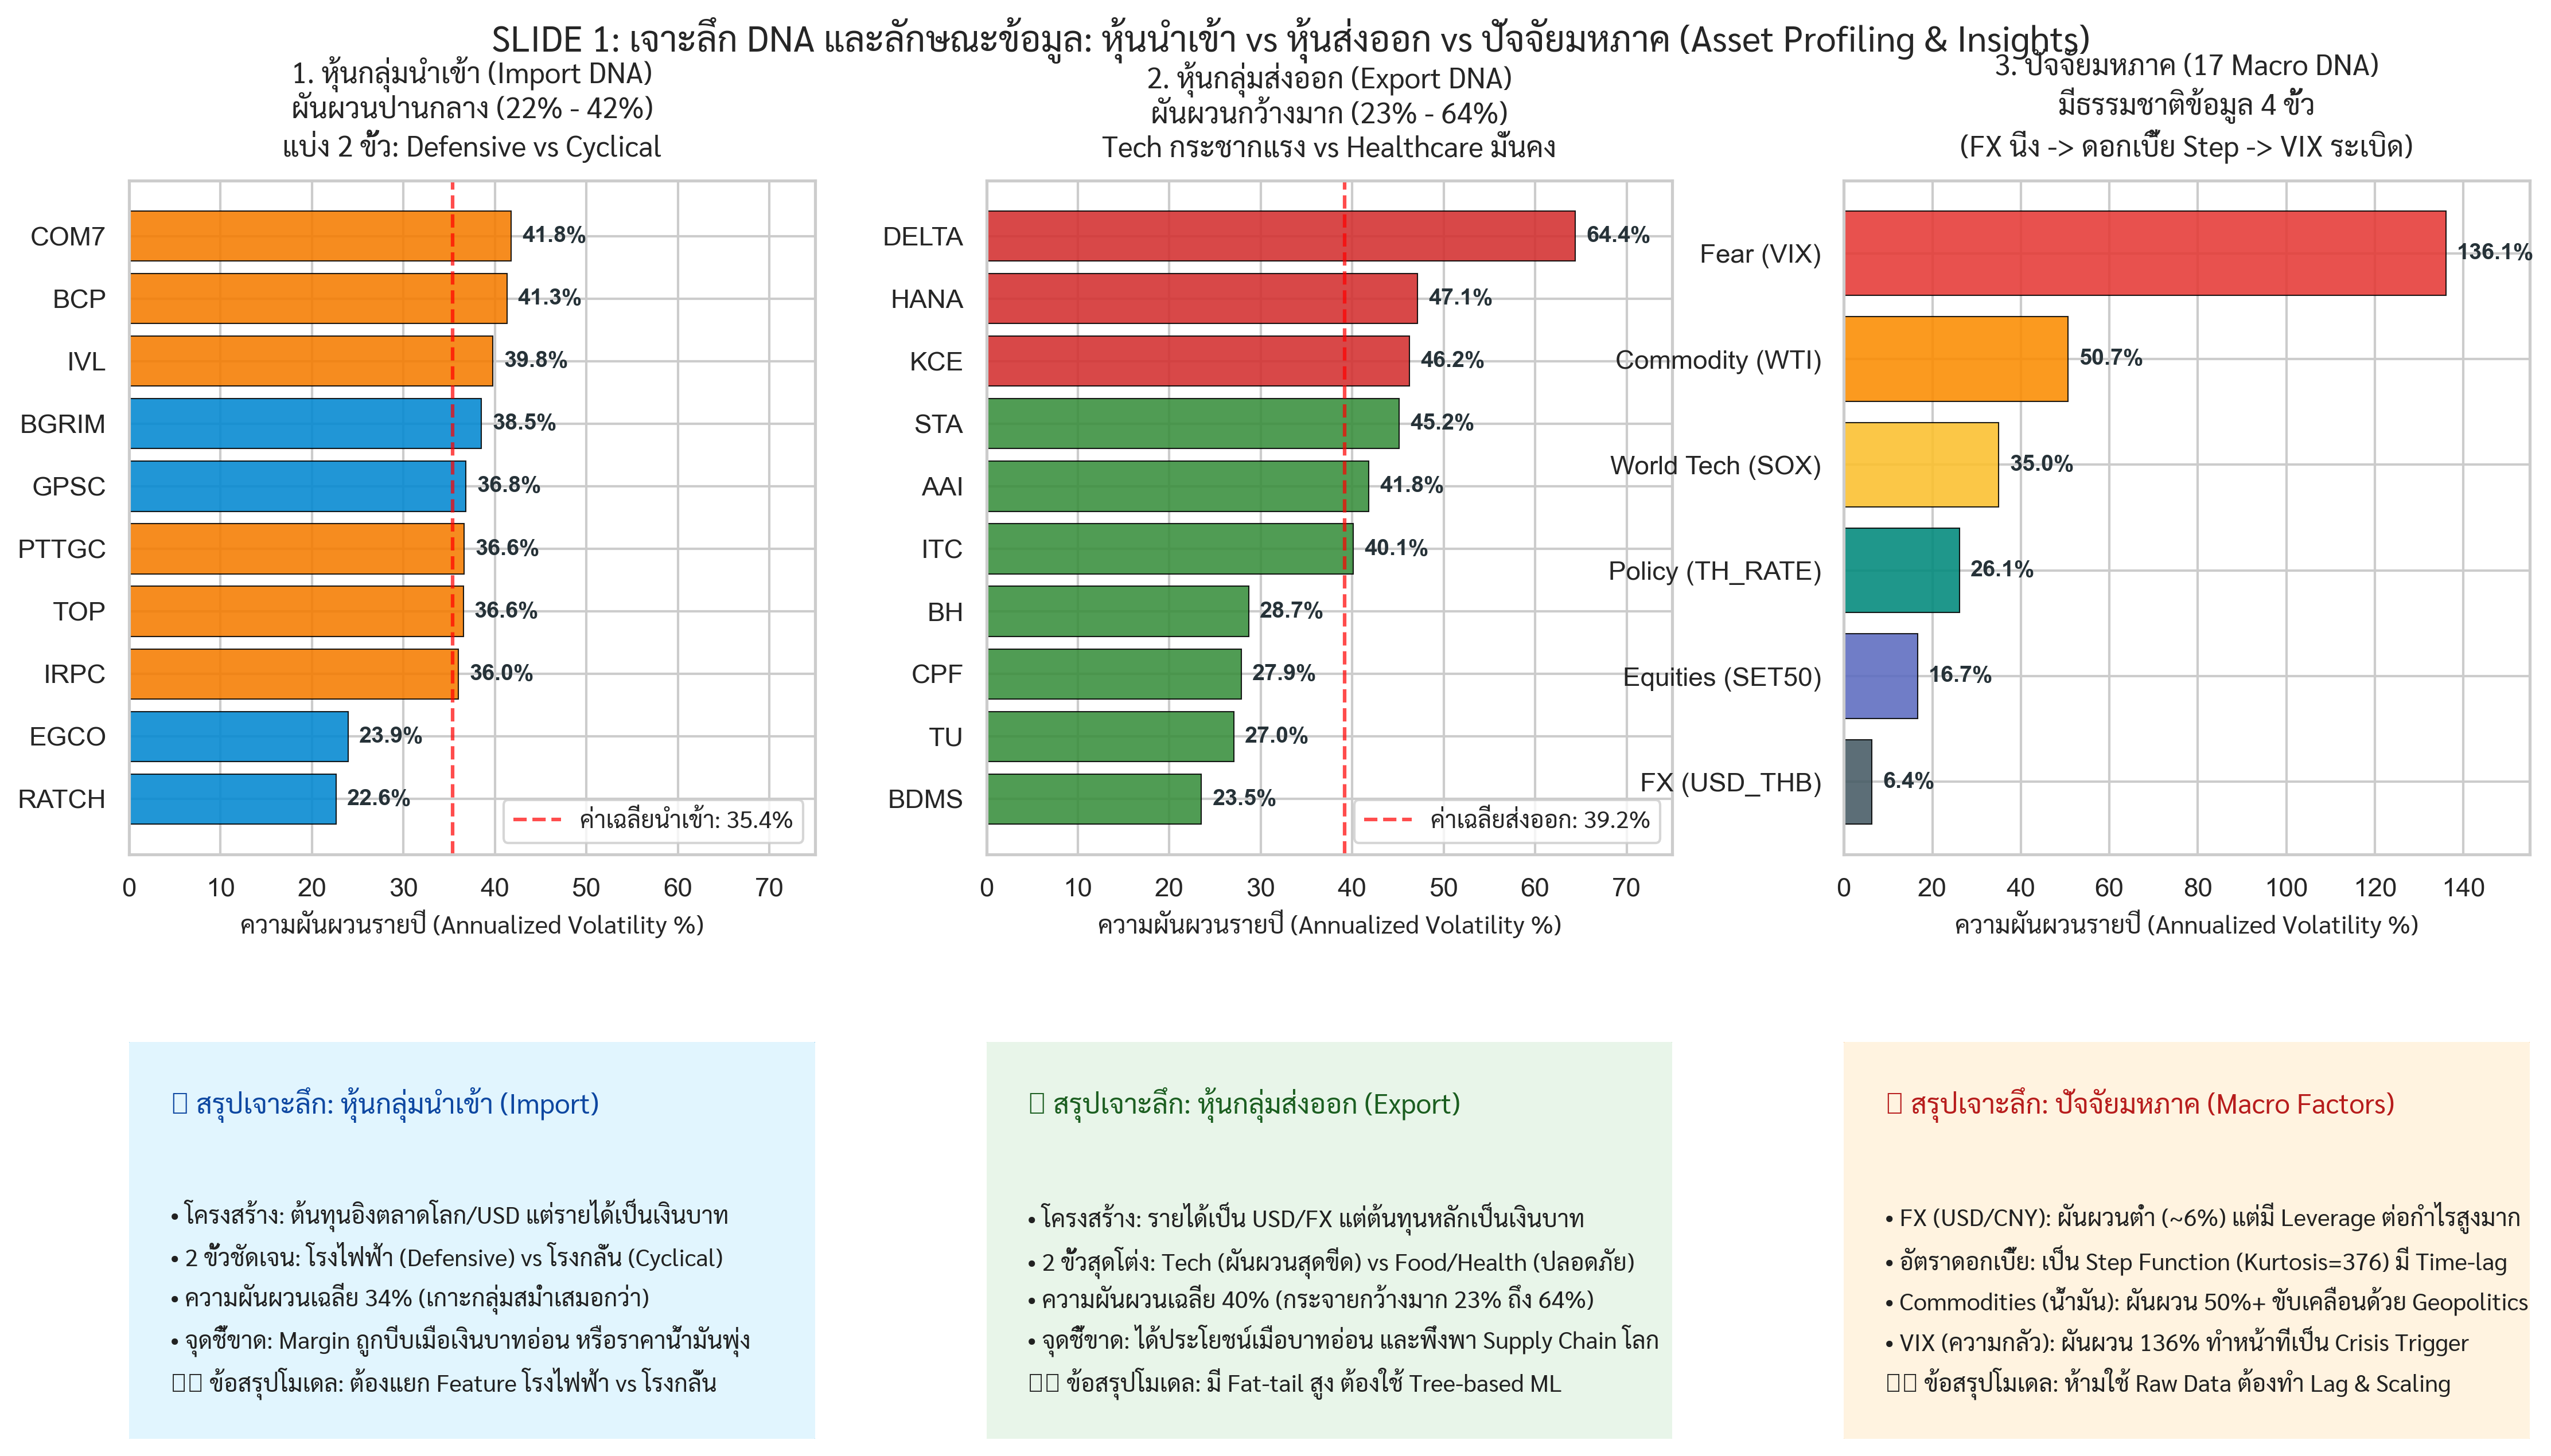 SLIDE 1: เจาะลึก DNA และลักษณะข้อมูล: หุ้นนำเข้า vs หุ้นส่งออก vs ปัจจัยมหภาค (Asset Profiling & Insights)
1. หุ้นกลุ่มนำเข้า (Import DNA)
ผันผวนปานกลาง (22% - 42%)
แบ่ง 2 ขั้ว: Defensive vs Cyclical
COM7
41.8%
BCP
41.3%
IVL
39.8%
BGRIM
38.5%
GPSC
36.8%
PTTGC
36.6%
TOP
36.6%
IRPC
36.0%
EGCO
23.9%
RATCH
22.6%
ค่าเฉลี่ยนำเข้า: 35.4%
0 10 20 30 40 50 60 70
ความผันผวนรายปี (Annualized Volatility %)
2. หุ้นกลุ่มส่งออก (Export DNA)
ผันผวนกว้างมาก (23% - 64%)
Tech กระชากแรง vs Healthcare มั่นคง
DELTA
64.4%
HANA
47.1%
KCE
46.2%
STA
45.2%
AAI
41.8%
ITC
40.1%
BH
28.7%
CPF
27.9%
TU
27.0%
BDMS
23.5%
ค่าเฉลี่ยส่งออก: 39.2%
0 10 20 30 40 50 60 70
ความผันผวนรายปี (Annualized Volatility %)
3. ปัจจัยมหภาค (17 Macro DNA)
มีธรรมชาติข้อมูล 4 ขั้ว
(FX นิ่ง -> ดอกเบี้ย Step -> VIX ระเบิด)
Fear (VIX)
136.1%
Commodity (WTI)
50.7%
World Tech (SOX)
35.0%
Policy (TH_RATE)
26.1%
Equities (SET50)
16.7%
FX (USD_THB)
6.4%
0 20 40 60 80 100 120 140
ความผันผวนรายปี (Annualized Volatility %)
สรุปเจาะลึก: หุ้นกลุ่มนำเข้า (Import)
• โครงสร้าง: ต้นทุนอิงตลาดโลก/USD แต่รายได้เป็นเงินบาท
• 2 ขั้วชัดเจน: โรงไฟฟ้า (Defensive) vs โรงกลั่น (Cyclical)
• ความผันผวนเฉลี่ย 34% (เกาะกลุ่มสม่ำเสมอกว่า)
• จุดชี้ขาด: Margin ถูกบีบเมื่อเงินบาทอ่อน หรือราคาน้ำมันพุ่ง
ข้อสรุปโมเดล: ต้องแยก Feature โรงไฟฟ้า vs โรงกลั่น
สรุปเจาะลึก: หุ้นกลุ่มส่งออก (Export)
• โครงสร้าง: รายได้เป็น USD/FX แต่ต้นทุนหลักเป็นเงินบาท
• 2 ขั้วสุดโต่ง: Tech (ผันผวนสุดขีด) vs Food/Health (ปลอดภัย)
• ความผันผวนเฉลี่ย 40% (กระจายกว้างมาก 23% ถึง 64%)
• จุดชี้ขาด: ได้ประโยชน์เมื่อบาทอ่อน และพึ่งพา Supply Chain โลก
ข้อสรุปโมเดล: มี Fat-tail สูง ต้องใช้ Tree-based ML
สรุปเจาะลึก: ปัจจัยมหภาค (Macro Factors)
• FX (USD/CNY): ผันผวนต่ำ (~6%) แต่มี Leverage ต่อกำไรสูงมาก
• อัตราดอกเบี้ย: เป็น Step Function (Kurtosis=376) มี Time-lag
• Commodities (น้ำมัน): ผันผวน 50%+ ขับเคลื่อนด้วย Geopolitics
• VIX (ความกลัว): ผันผวน 136% ทำหน้าที่เป็น Crisis Trigger
ข้อสรุปโมเดล: ห้ามใช้ Raw Data ต้องทำ Lag & Scaling